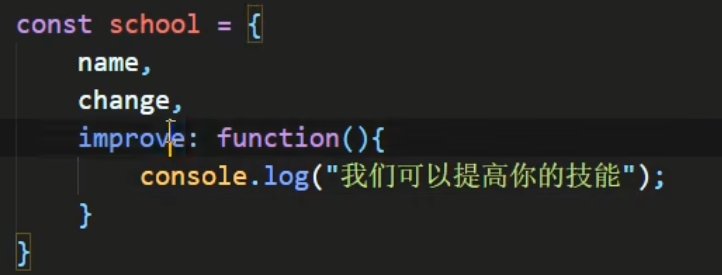 const school = {
    name,
    change,
    improve: function(){
        console.log("我们可以提高你的技能");
    }
}